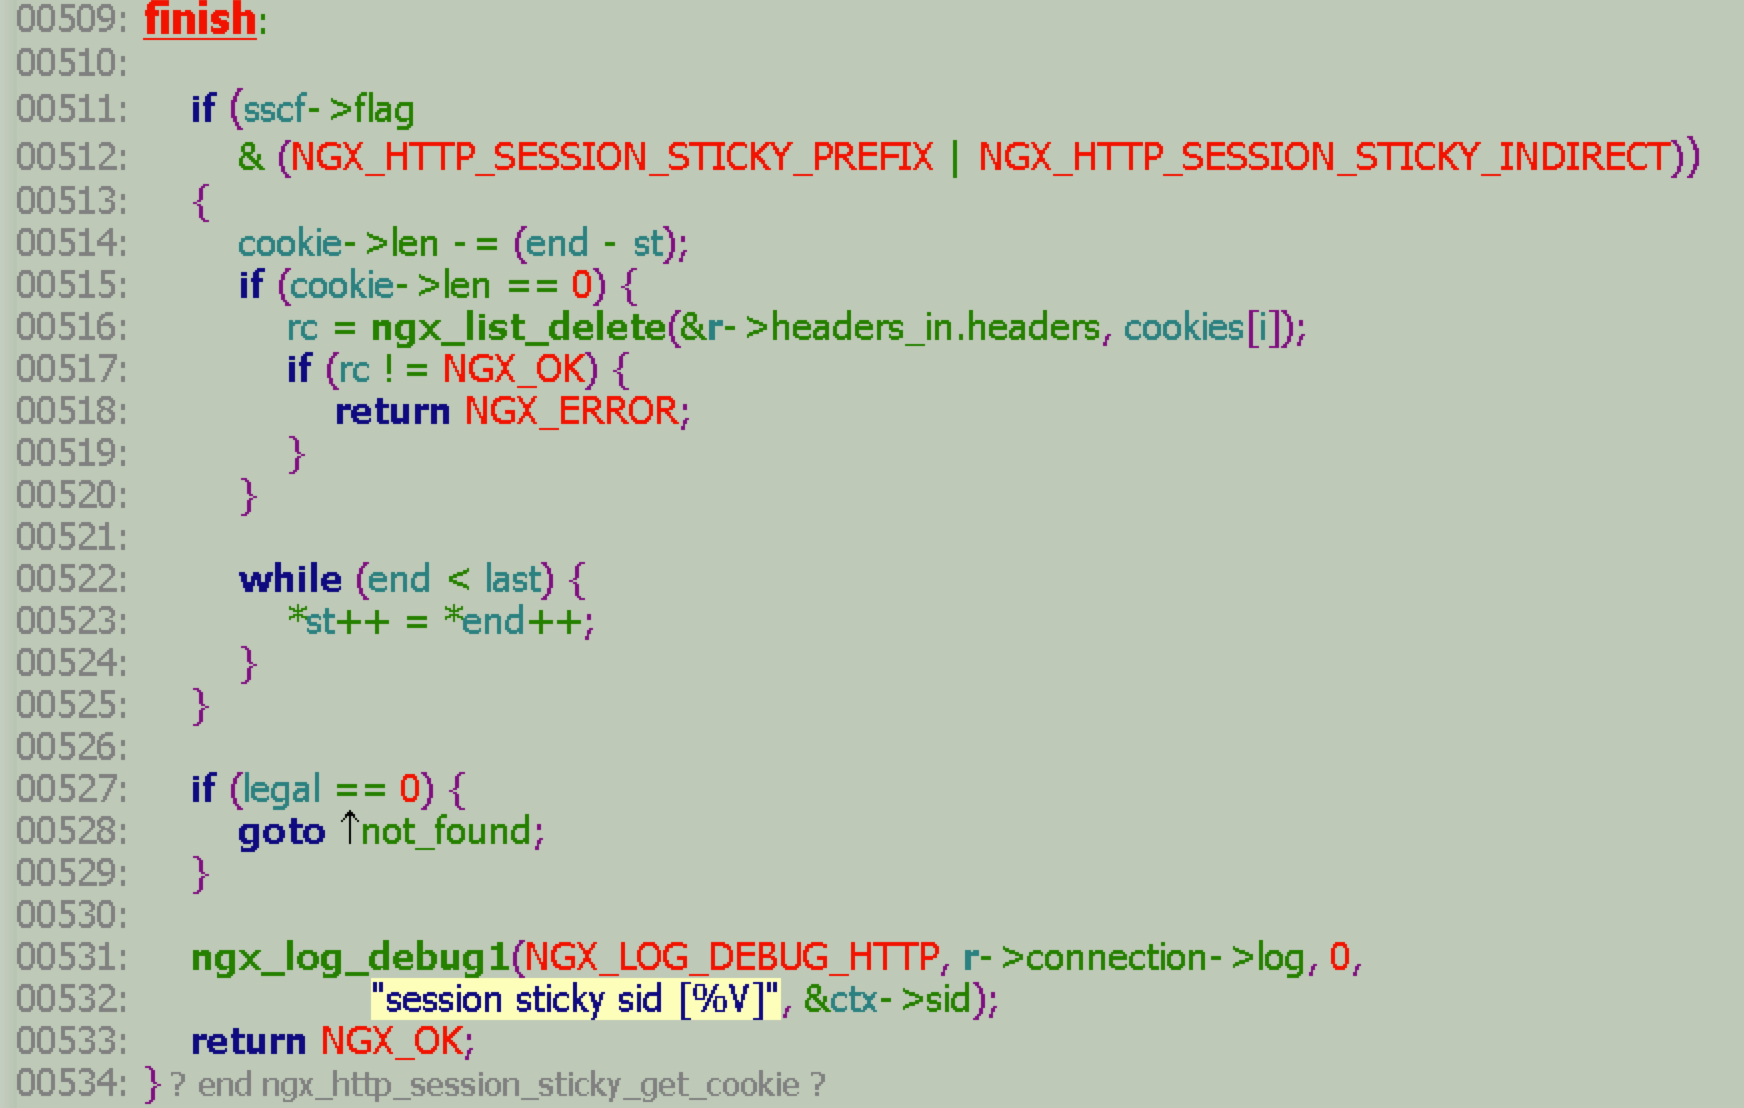 00509: finish:
00510:
00511: if (sscf->flag
00512: & (NGX_HTTP_SESSION_STICKY_PREFIX | NGX_HTTP_SESSION_STICKY_INDIRECT))
00513: {
00514: cookie->len -= (end - st);
00515: if (cookie->len == 0) {
00516: rc = ngx_list_delete(&r->headers_in.headers, cookies[i]);
00517: if (rc != NGX_OK) {
00518: return NGX_ERROR;
00519: }
00520: }
00521:
00522: while (end < last) {
00523: *st++ = *end++;
00524: }
00525: }
00526:
00527: if (legal == 0) {
00528: goto ↑not_found;
00529: }
00530:
00531: ngx_log_debug1(NGX_LOG_DEBUG_HTTP, r->connection->log, 0,
00532: "session sticky sid [%V]", &ctx->sid);
00533: return NGX_OK;
00534: } ? end ngx_http_session_sticky_get_cookie ?